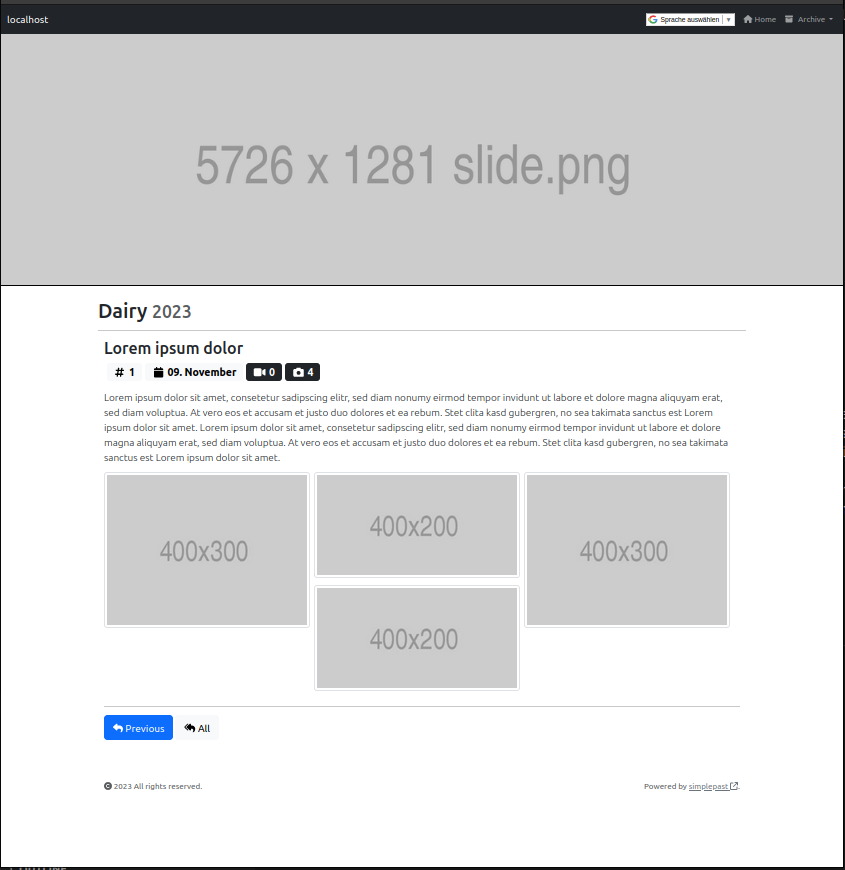 localhost
Sprache auswählen
Home
Archive
5726 x 1281 slide.png
Dairy 2023
Lorem ipsum dolor
# 1
09. November
0
4
Lorem ipsum dolor sit amet, consetetur sadipscing elitr, sed diam nonumy eirmod tempor invidunt ut labore et dolore magna aliquyam erat,
sed diam voluptua. At vero eos et accusam et justo duo dolores et ea rebum. Stet clita kasd gubergren, no sea takimata sanctus est Lorem
ipsum dolor sit amet. Lorem ipsum dolor sit amet, consetetur sadipscing elitr, sed diam nonumy eirmod tempor invidunt ut labore et dolore
magna aliquyam erat, sed diam voluptua. At vero eos et accusam et justo duo dolores et ea rebum. Stet clita kasd gubergren, no sea takimata
sanctus est Lorem ipsum dolor sit amet.
400x300
400x200
400x300
400x200
Previous
All
© 2023 All rights reserved.
Powered by simplepast.